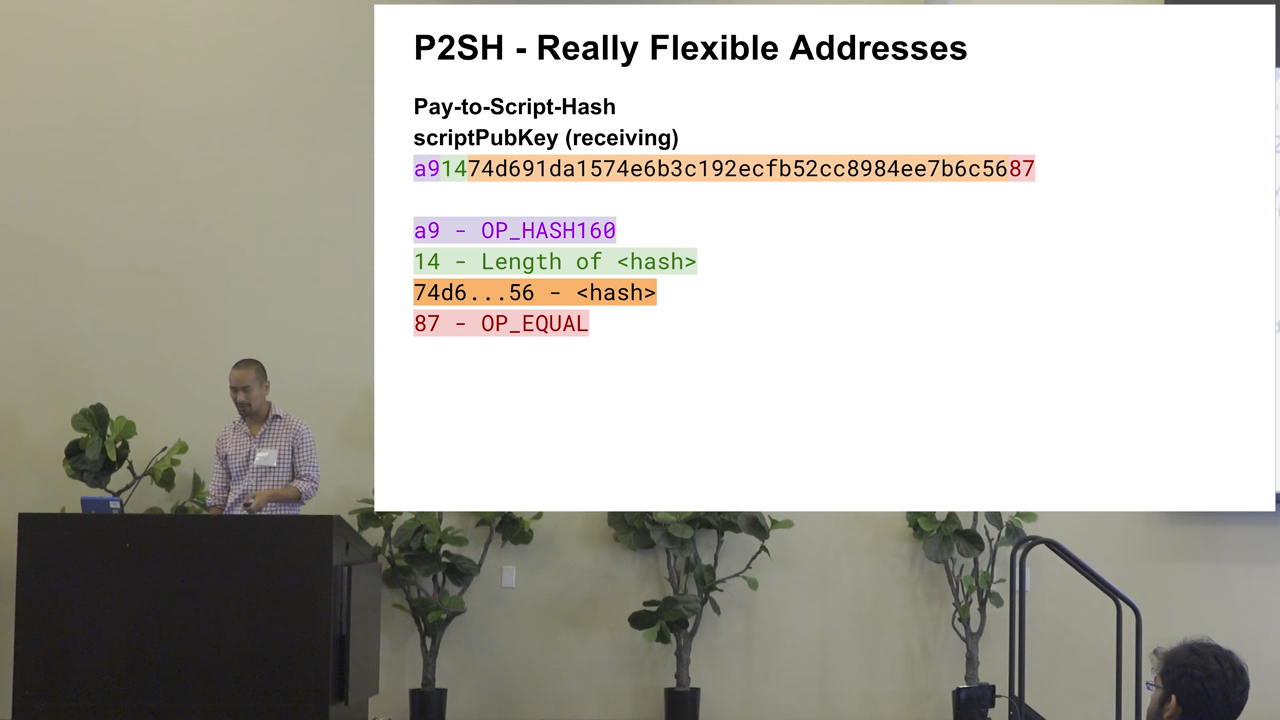 P2SH - Really Flexible Addresses
Pay-to-Script-Hash
scriptPubKey (receiving)
a91474d691da1574e6b3c192ecfb52cc8984ee7b6c5687
a9 - OP_HASH160
14 - Length of <hash>
74d6...56 - <hash>
87 - OP_EQUAL